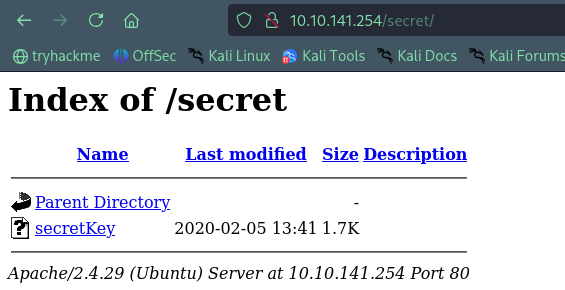 10.10.141.254/secret/
tryhackme OffSec Kali Linux Kali Tools Kali Docs Kali Forums
Index of /secret
Name Last modified Size Description
Parent Directory -
secretKey 2020-02-05 13:41 1.7K
Apache/2.4.29 (Ubuntu) Server at 10.10.141.254 Port 80